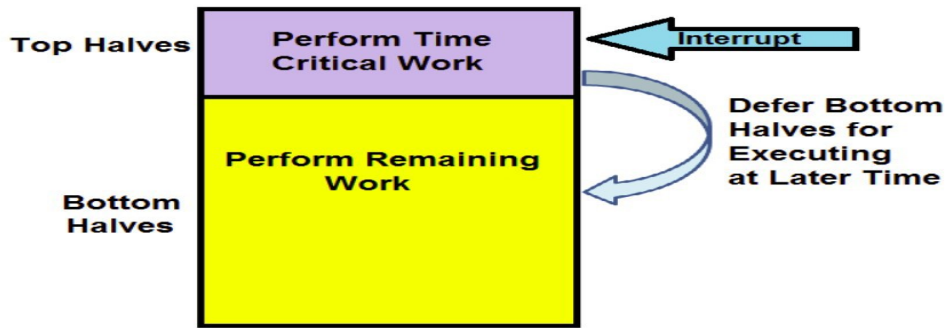 Top Halves
Perform Time
Critical Work
Interrupt
Defer Bottom
Halves for
Executing
at Later Time
Perform Remaining
Work
Bottom
Halves